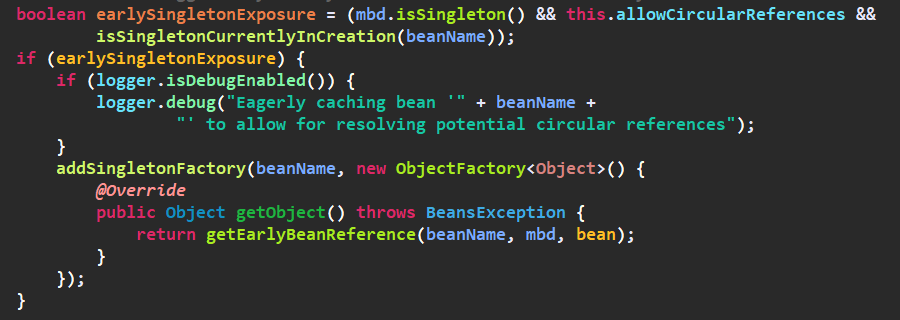 boolean earlySingletonExposure = (mbd.isSingleton() && this.allowCircularReferences &&
isSingletonCurrentlyInCreation(beanName));
if (earlySingletonExposure) {
if (logger.isDebugEnabled()) {
logger.debug("Eagerly caching bean '" + beanName +
"' to allow for resolving potential circular references");
}
addSingletonFactory(beanName, new ObjectFactory<Object>() {
@Override
public Object getObject() throws BeansException {
return getEarlyBeanReference(beanName, mbd, bean);
}
});
}